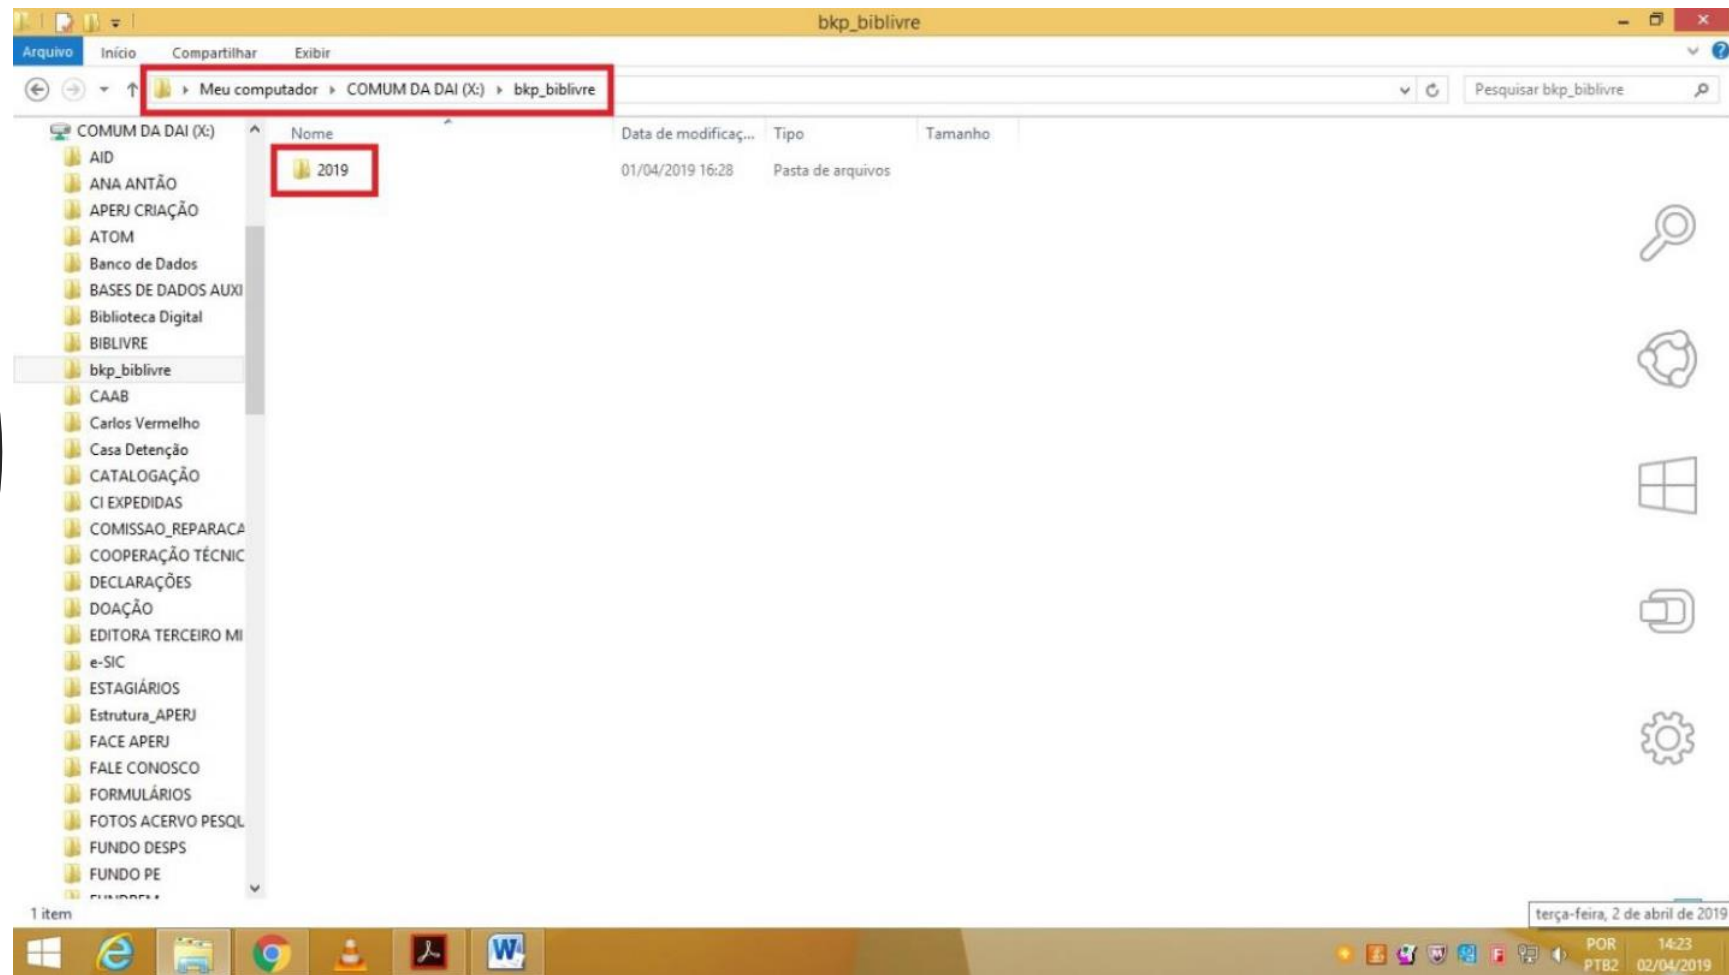 bkp_biblivre
Arquivo Início Compartilhar Exibir
Meu computador COMUM DA DAI (X:) bkp_biblivre
Pesquisar bkp_biblivre
COMUM DA DAI (X:)
Nome Data de modificaç... Tipo Tamanho
2019 01/04/2019 16:28 Pasta de arquivos
AID
ANA ANTÃO
APERJ CRIAÇÃO
ATOM
Banco de Dados
BASES DE DADOS AUXI
Biblioteca Digital
BIBLIVRE
bkp_biblivre
CAAB
Carlos Vermelho
Casa Detenção
CATALOGAÇÃO
CI EXPEDIDAS
COMISSAO_REPARACA
COOPERAÇÃO TÉCNIC
DECLARAÇÕES
DOAÇÃO
EDITORA TERCEIRO MI
e-SIC
ESTAGIÁRIOS
Estrutura_APERJ
FACE APERJ
FALE CONOSCO
FORMULÁRIOS
FOTOS ACERVO PESQU
FUNDO DESPS
FUNDO PE
1 item
terça-feira, 2 de abril de 2019
POR 14:23
PTB2 02/04/2019